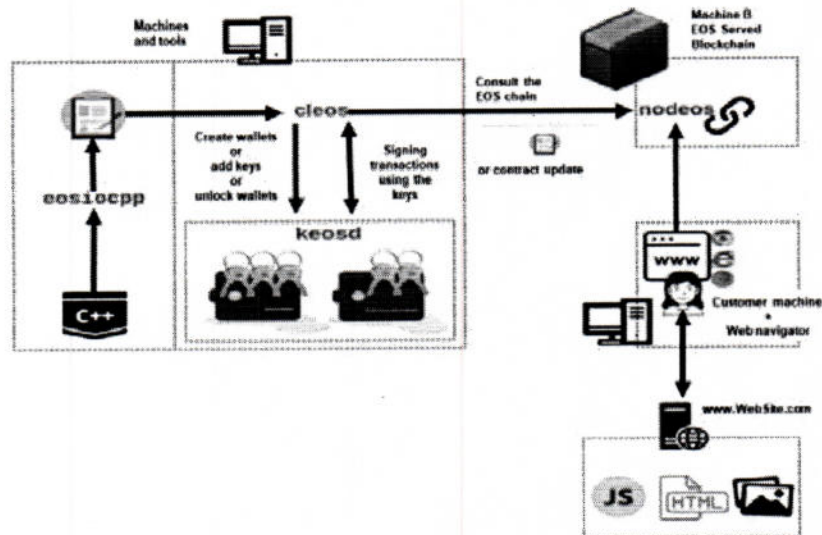 Machines
and tools
Machine B
EOS Served
Blockchain
cleos
Consult the
EOS chain
nodeos
Create wallets
or
add keys
or
unlock wallets
Signing
transactions
using the
keys
or contract update
eosiocpp
keosd
C++
www
Customer machine
+
Web navigator
www.WebSite.com
JS
HTML